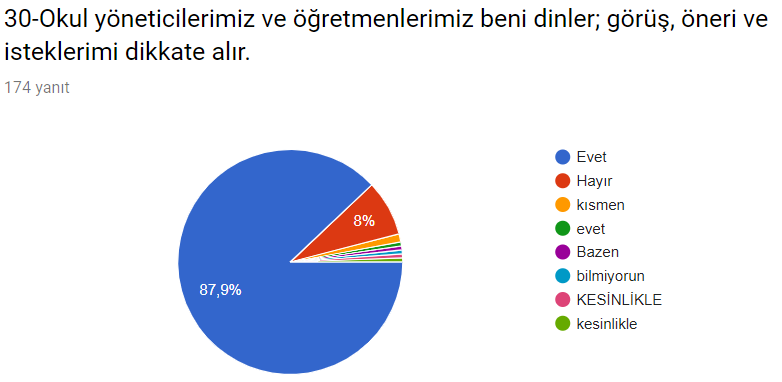 30-Okul yöneticilerimiz ve öğretmenlerimiz beni dinler; görüş, öneri ve
isteklerimi dikkate alır.
174 yanıt
Evet
Hayır
kısmen
evet
Bazen
bilmiyorun
KESİNLİKLE
kesinlikle
8%
87,9%